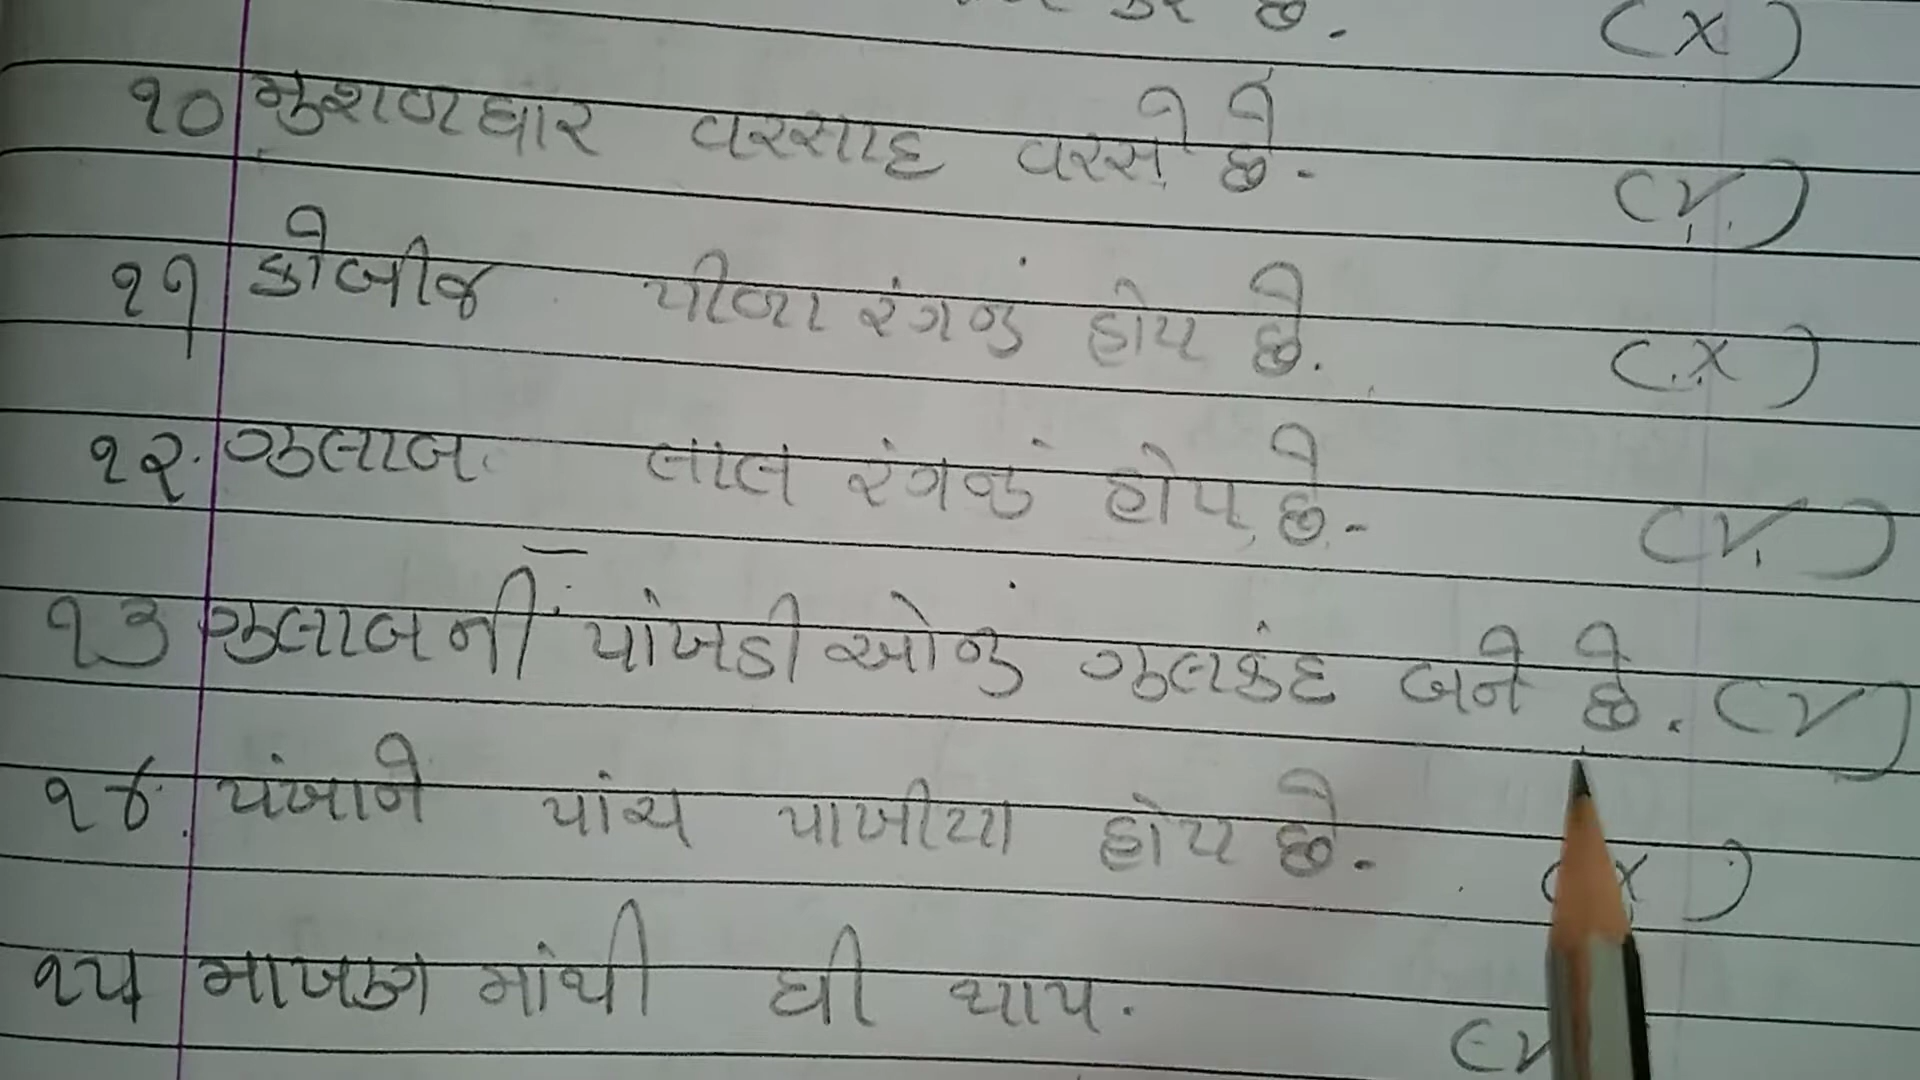 છે. (x)
૧૦ મુશળધાર વરસાદ વરસે છે. (✓)
૧૧ કોબીજ પીળા રંગનું હોય છે. (x)
૧૨. ગુલાબ લાલ રંગનું હોય છે. (✓)
૧૩ ગુલાબની પાંખડીઓનું ગુલકંદ બને છે. (✓)
૧૪. પંખાને પાંચ પાખીયા હોય છે. (x)
૧૫ માખણ માંથી ઘી થાય. (✓